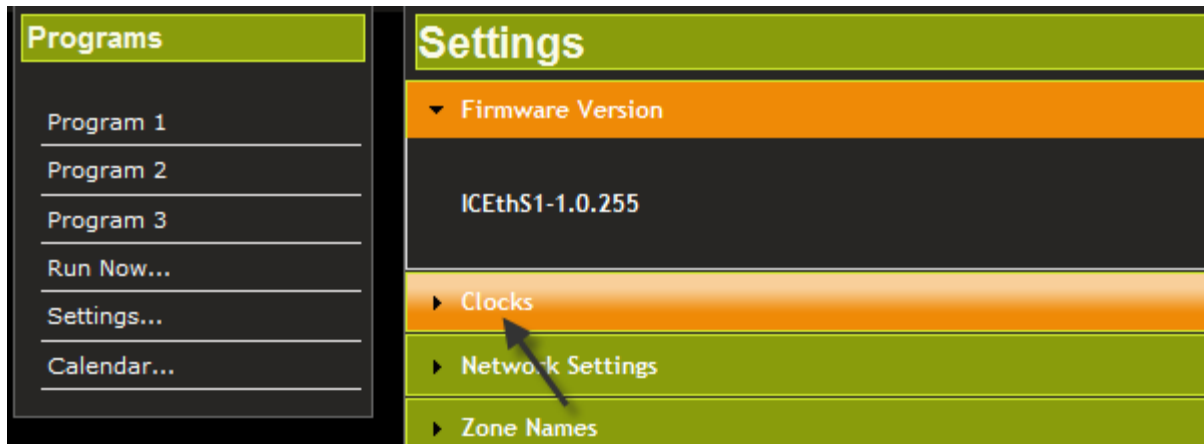 Programs
Program 1
Program 2
Program 3
Run Now...
Settings...
Calendar...
Settings
Firmware Version
ICEthS1-1.0.255
Clocks
Network Settings
Zone Names